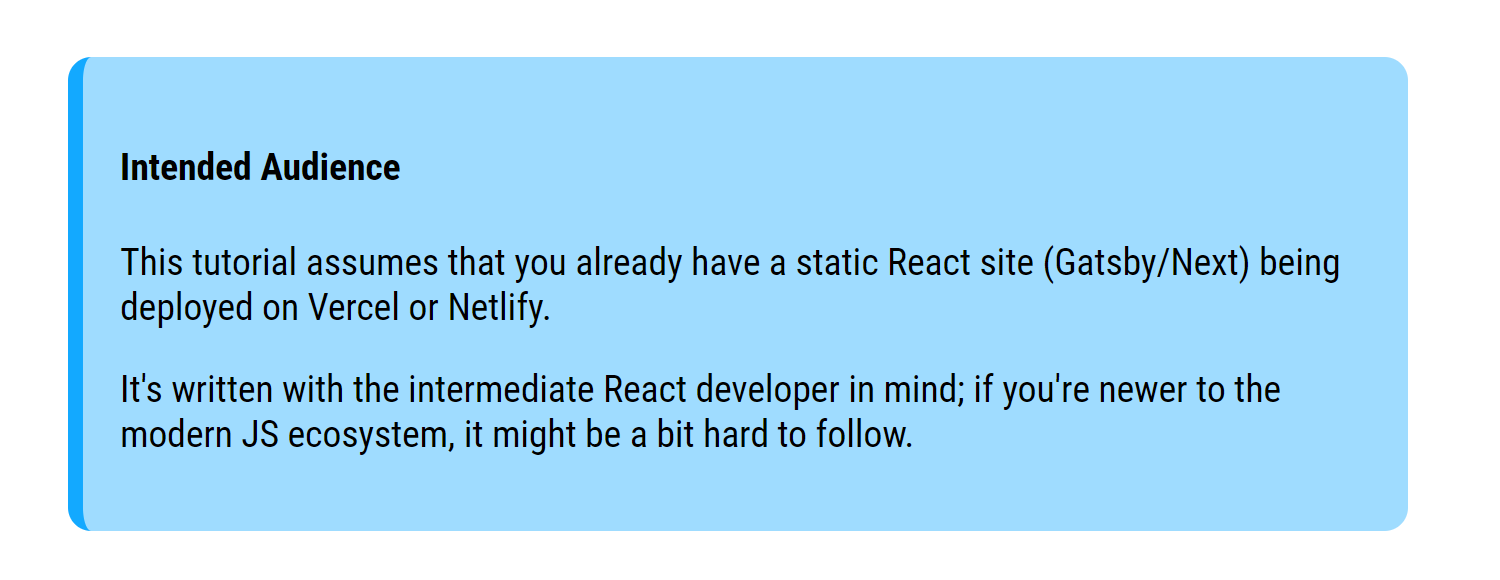 Intended Audience
This tutorial assumes that you already have a static React site (Gatsby/Next) being
deployed on Vercel or Netlify.
It's written with the intermediate React developer in mind; if you're newer to the
modern JS ecosystem, it might be a bit hard to follow.